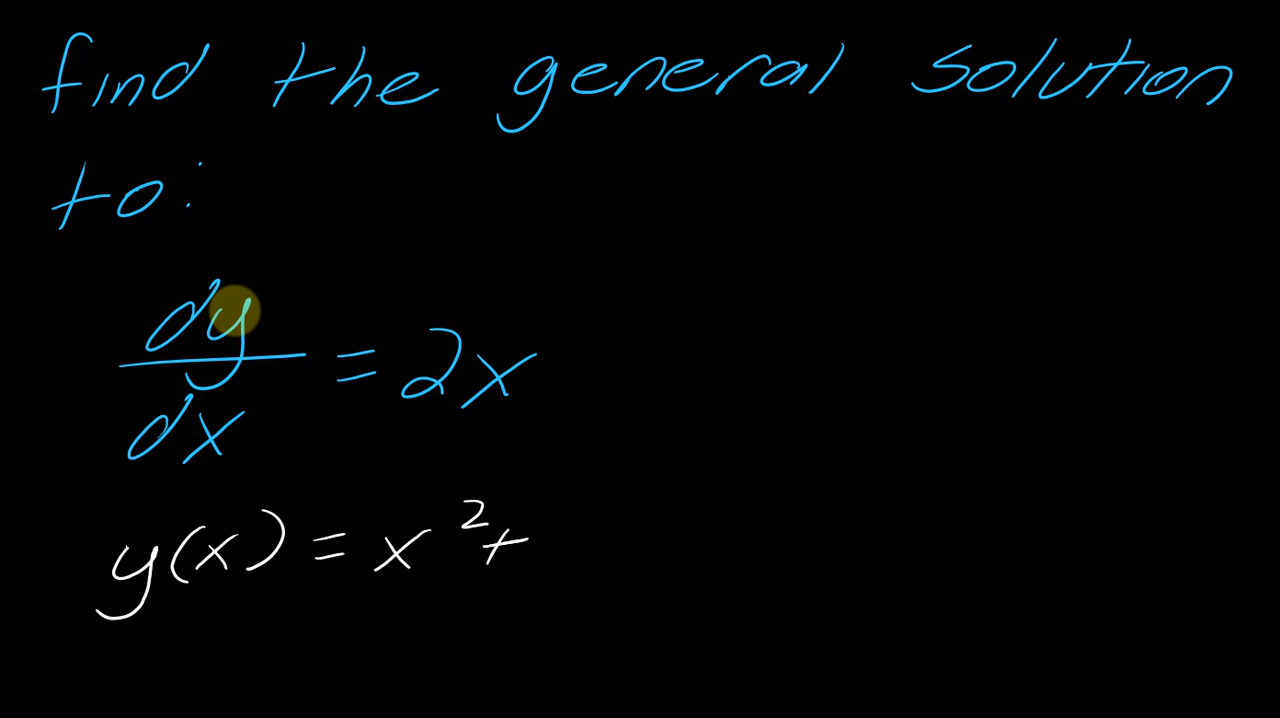 find the general solution
to:
dy/dx = 2x
y(x) = x² +